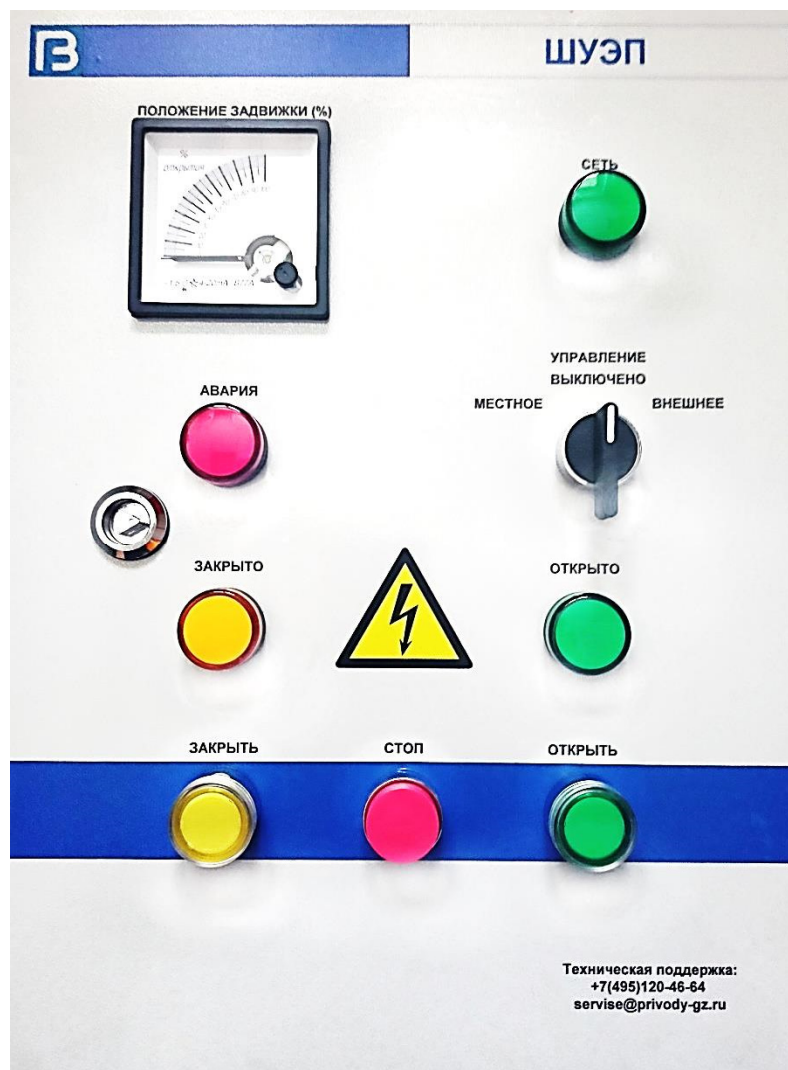 ШУЭП
ПОЛОЖЕНИЕ ЗАДВИЖКИ (%)
%
открытия
СЕТЬ
УПРАВЛЕНИЕ
ВЫКЛЮЧЕНО
МЕСТНОЕ
ВНЕШНЕЕ
АВАРИЯ
ЗАКРЫТО
ОТКРЫТО
ЗАКРЫТЬ
СТОП
ОТКРЫТЬ
Техническая поддержка:
+7(495)120-46-64
servise@privody-gz.ru